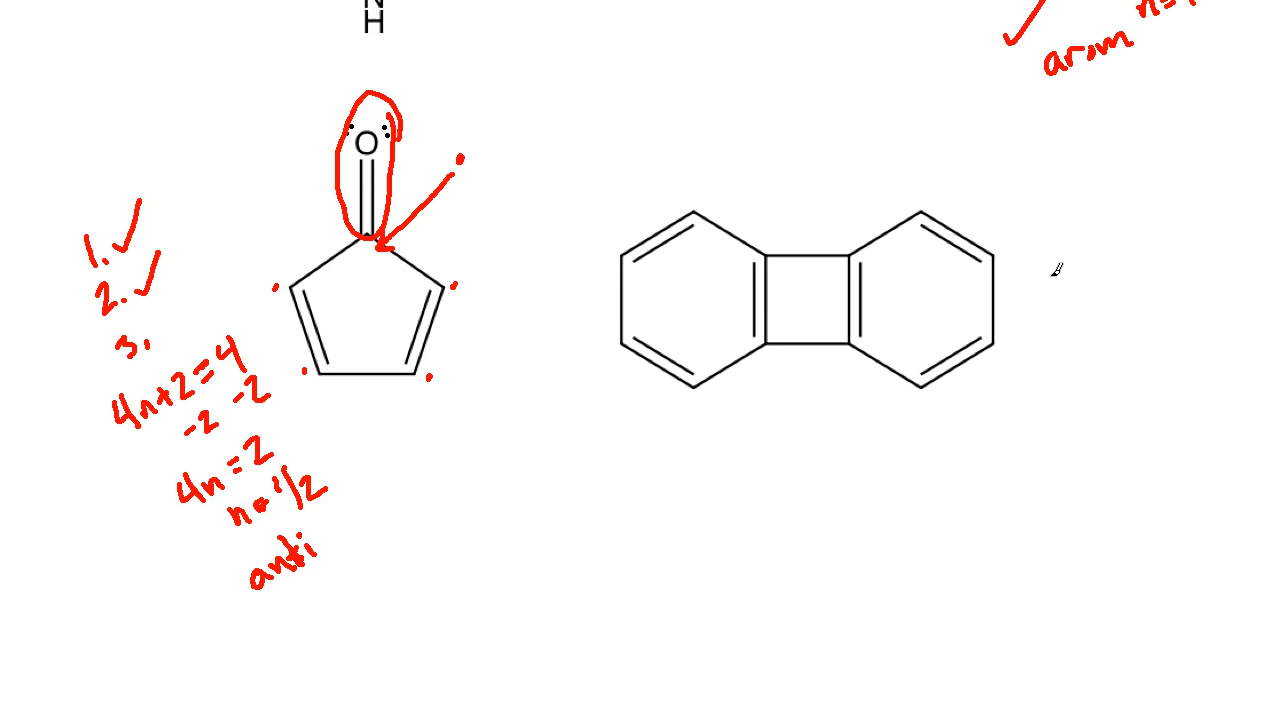 H
arom
O
1. ✓
2. ✓
3.
4n+2=4
-2 -2
4n=2
n=1/2
anti